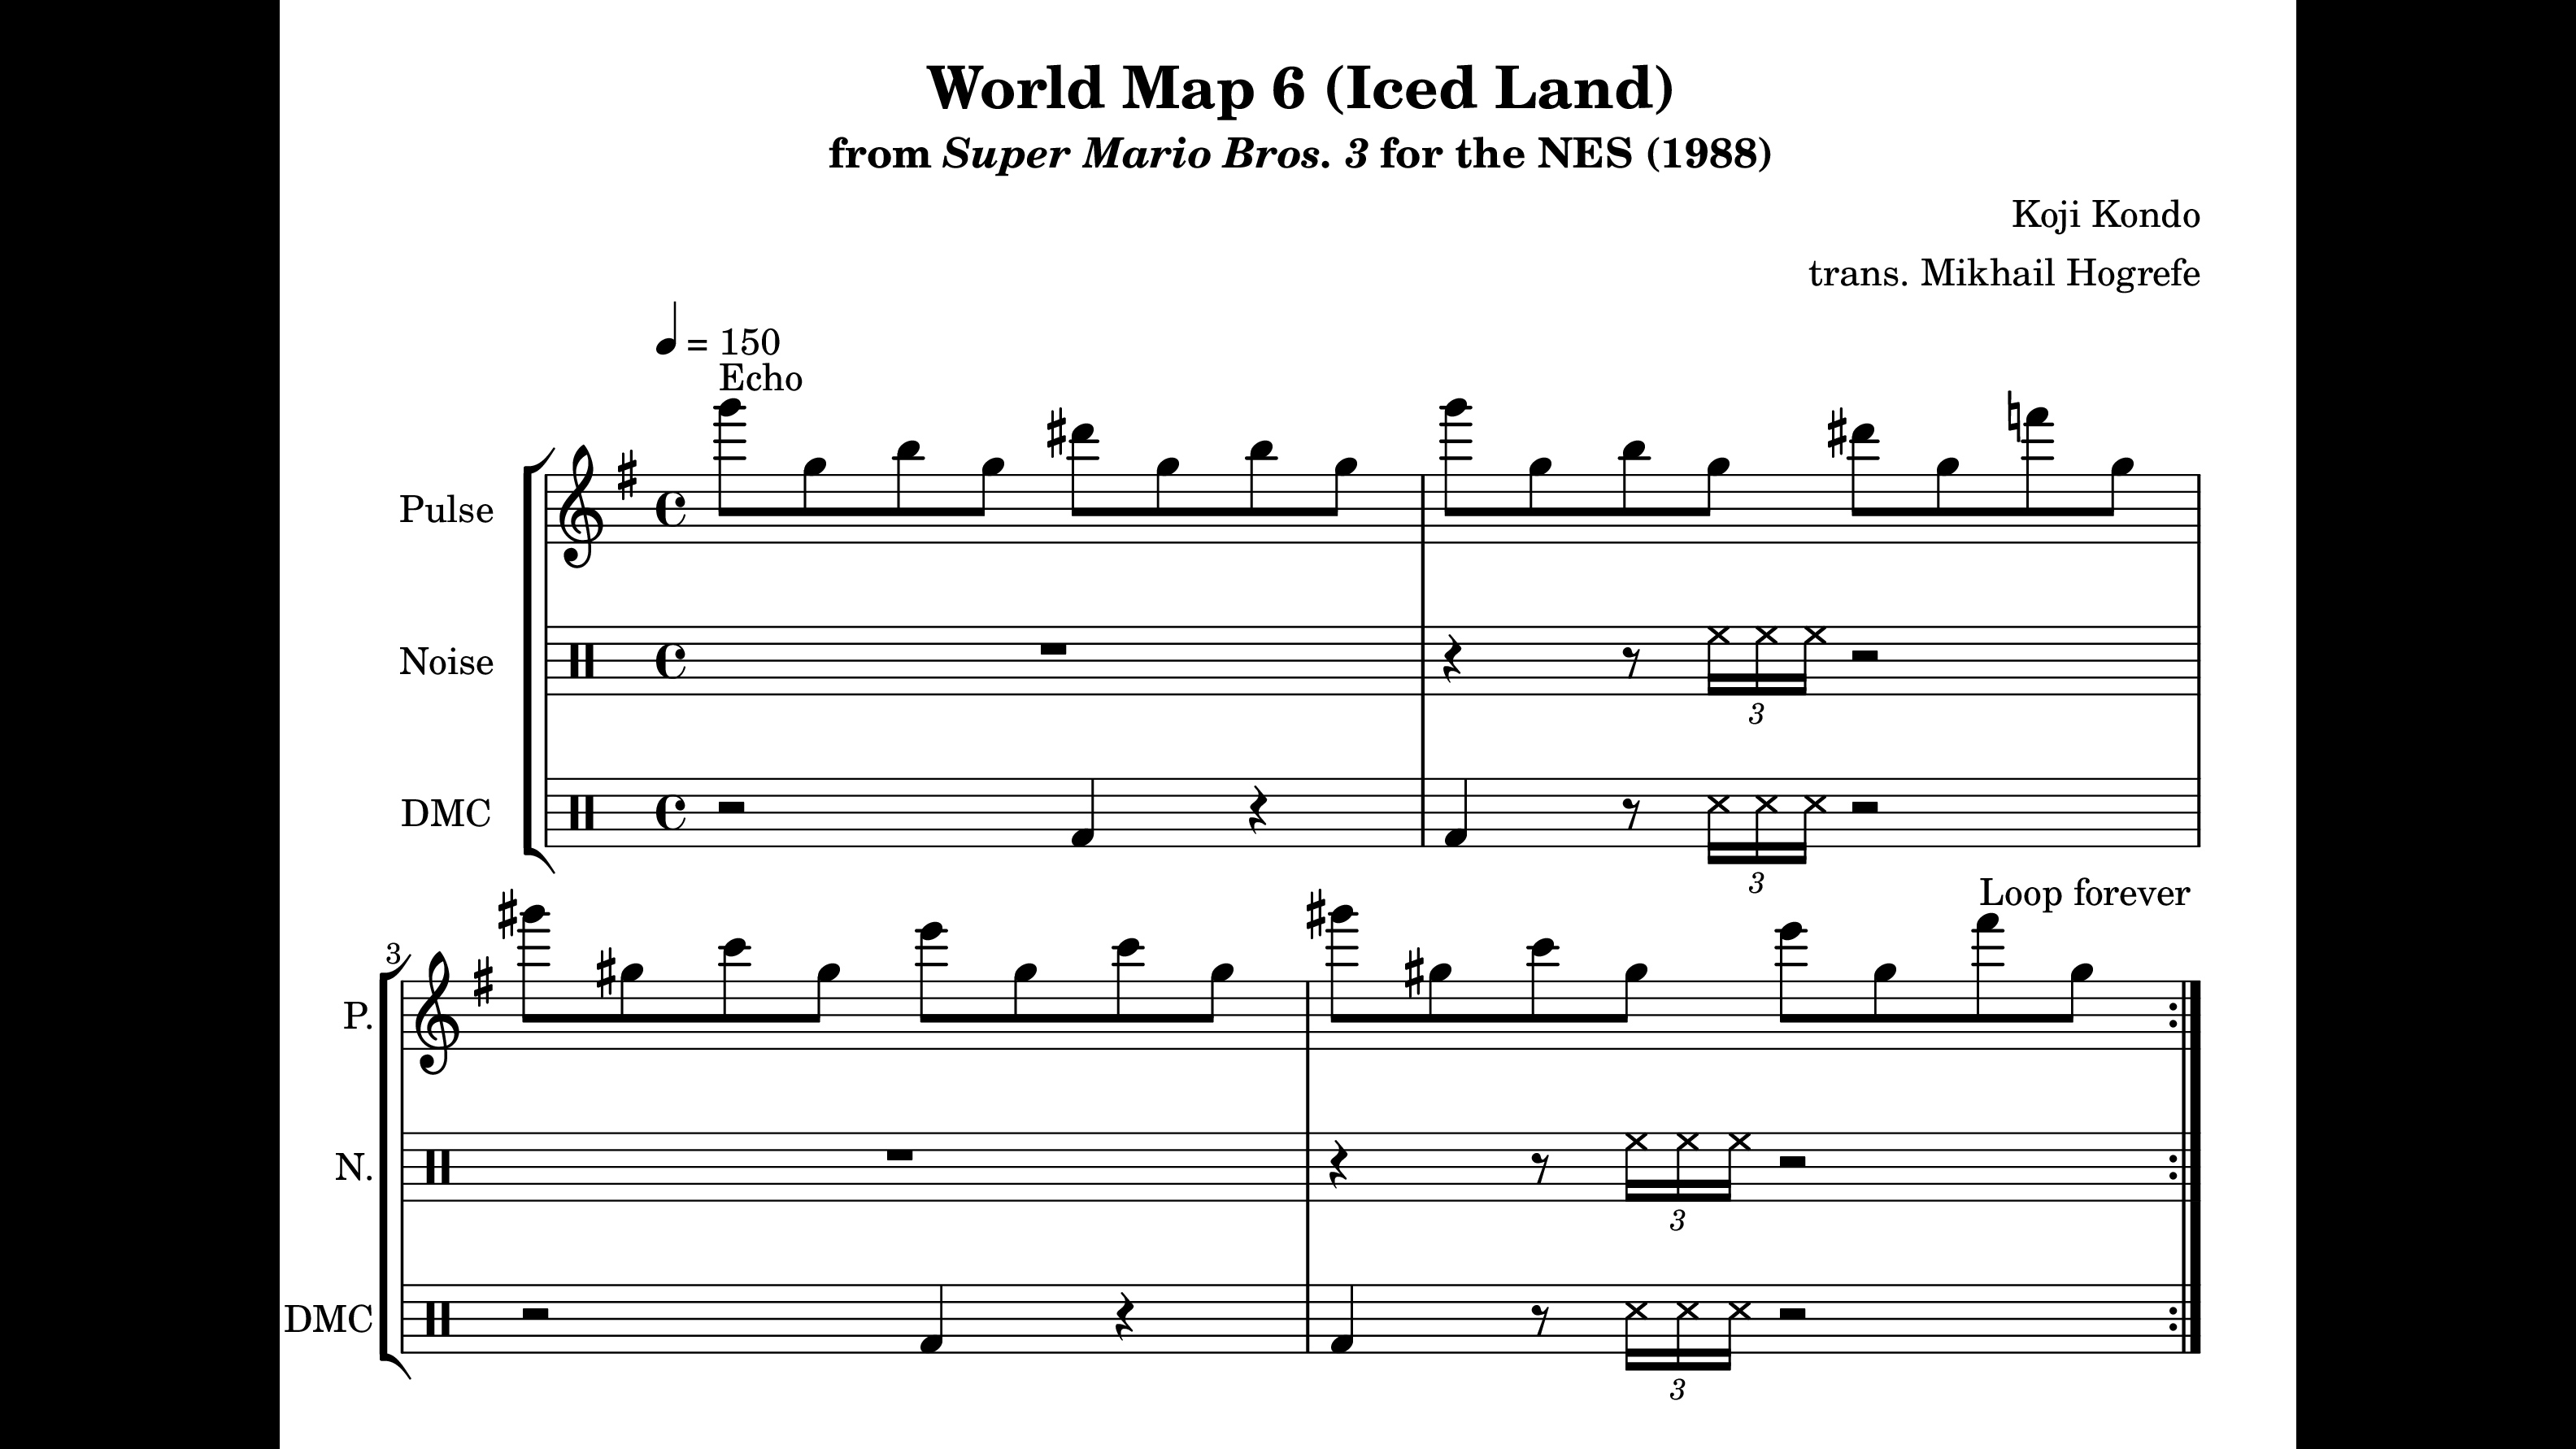 World Map 6 (Iced Land)
from Super Mario Bros. 3 for the NES (1988)
Koji Kondo
trans. Mikhail Hogrefe
= 150
Echo
Pulse
Noise
3
DMC
3
Loop forever
3
P.
N.
3
DMC
3